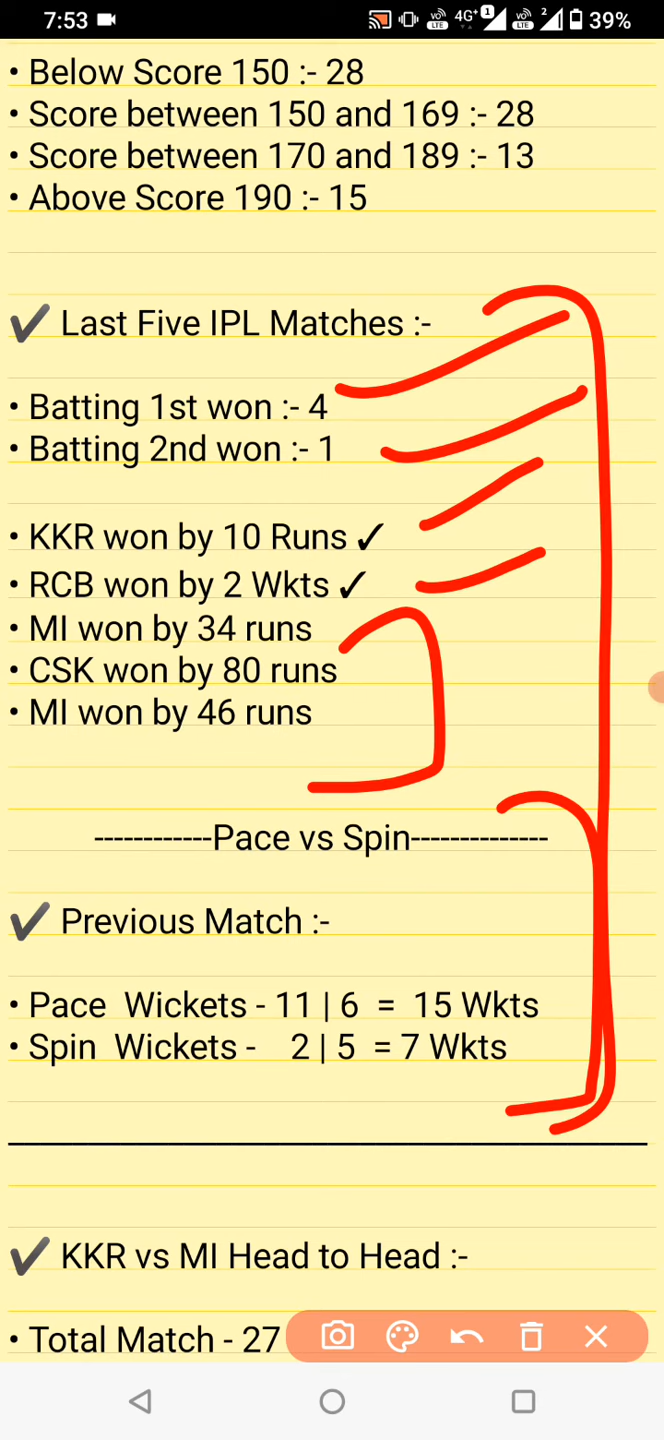 7:53
4G+ 1
2
39%
• Below Score 150 :- 28
• Score between 150 and 169 :- 28
• Score between 170 and 189 :- 13
• Above Score 190 :- 15
✔ Last Five IPL Matches :-
• Batting 1st won :- 4
• Batting 2nd won :- 1
• KKR won by 10 Runs ✓
• RCB won by 2 Wkts ✓
• MI won by 34 runs
• CSK won by 80 runs
• MI won by 46 runs
------------Pace vs Spin--------------
✔ Previous Match :-
• Pace Wickets - 11 | 6 = 15 Wkts
• Spin Wickets - 2 | 5 = 7 Wkts
✔ KKR vs MI Head to Head :-
• Total Match - 27